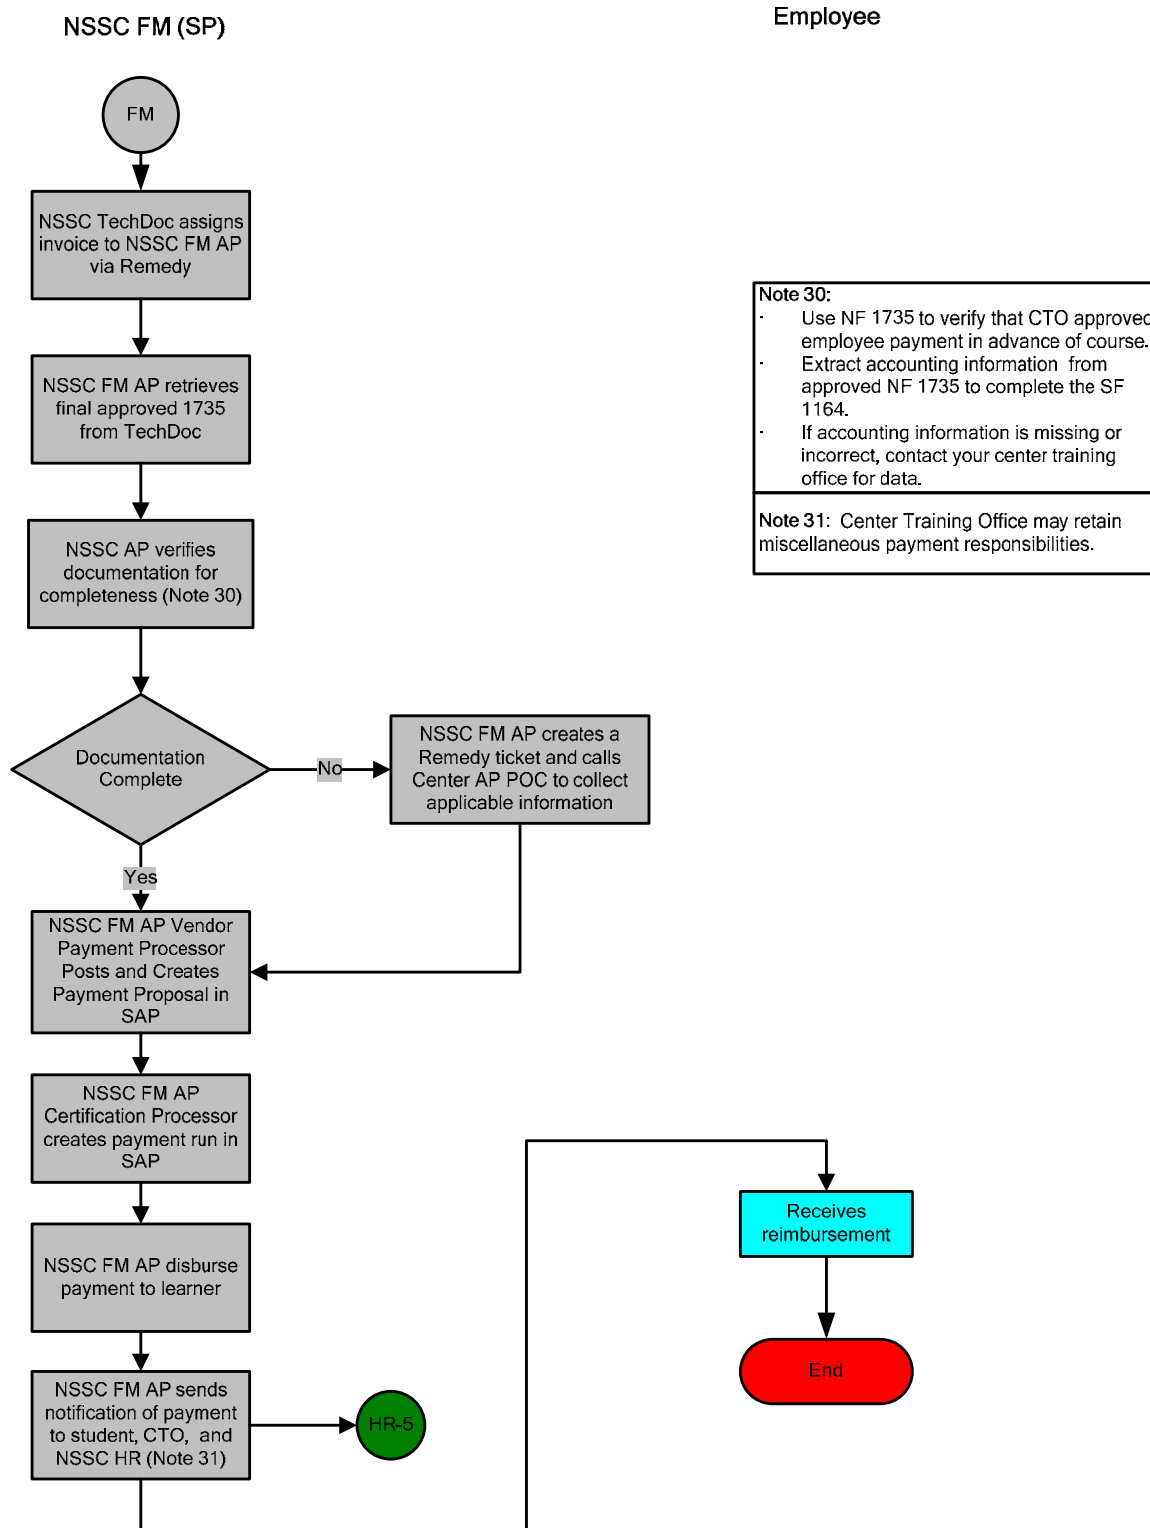 NSSC FM (SP)
Employee
FM
NSSC TechDoc assigns
invoice to NSSC FM AP
via Remedy
NSSC FM AP retrieves
final approved 1735
from TechDoc
NSSC AP verifies
documentation for
completeness (Note 30)
Note 30:
· Use NF 1735 to verify that CTO approved
employee payment in advance of course.
· Extract accounting information from
approved NF 1735 to complete the SF
1164.
· If accounting information is missing or
incorrect, contact your center training
office for data.
Note 31: Center Training Office may retain
miscellaneous payment responsibilities.
Documentation
Complete
No
NSSC FM AP creates a
Remedy ticket and calls
Center AP POC to collect
applicable information
Yes
NSSC FM AP Vendor
Payment Processor
Posts and Creates
Payment Proposal in
SAP
NSSC FM AP
Certification Processor
creates payment run in
SAP
NSSC FM AP disburse
payment to learner
NSSC FM AP sends
notification of payment
to student, CTO, and
NSSC HR (Note 31)
HR-5
Receives
reimbursement
End